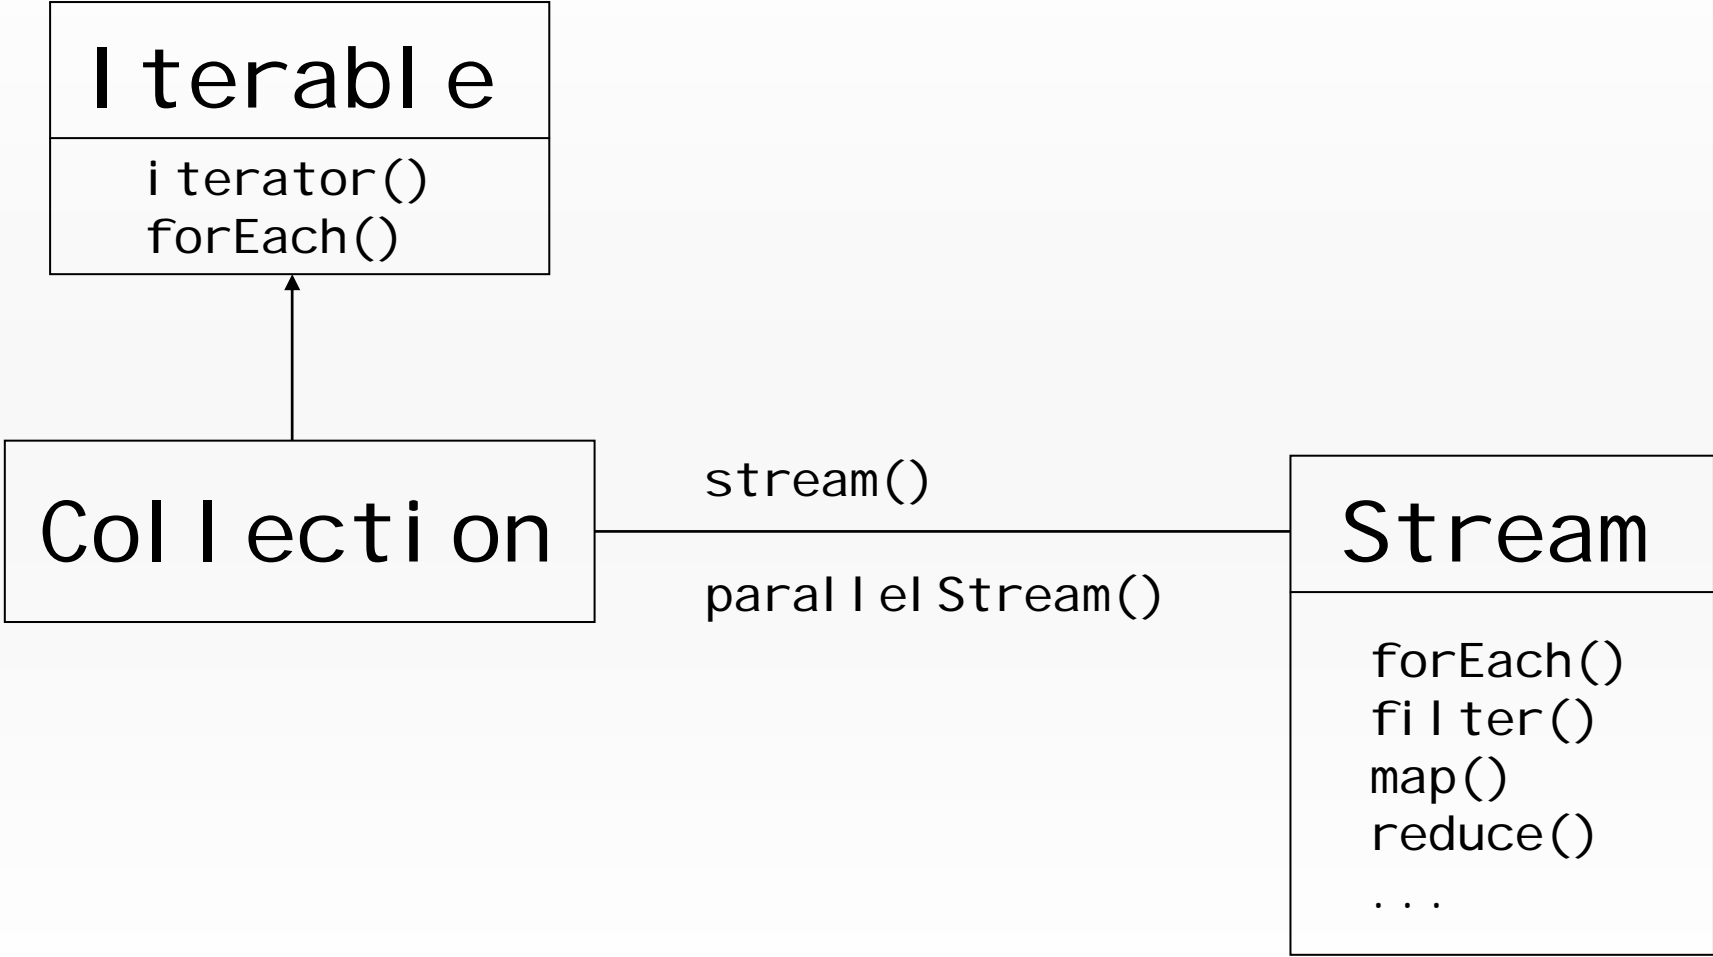 Iterable
iterator()
forEach()
Collection
stream()
parallelStream()
Stream
forEach()
filter()
map()
reduce()
...